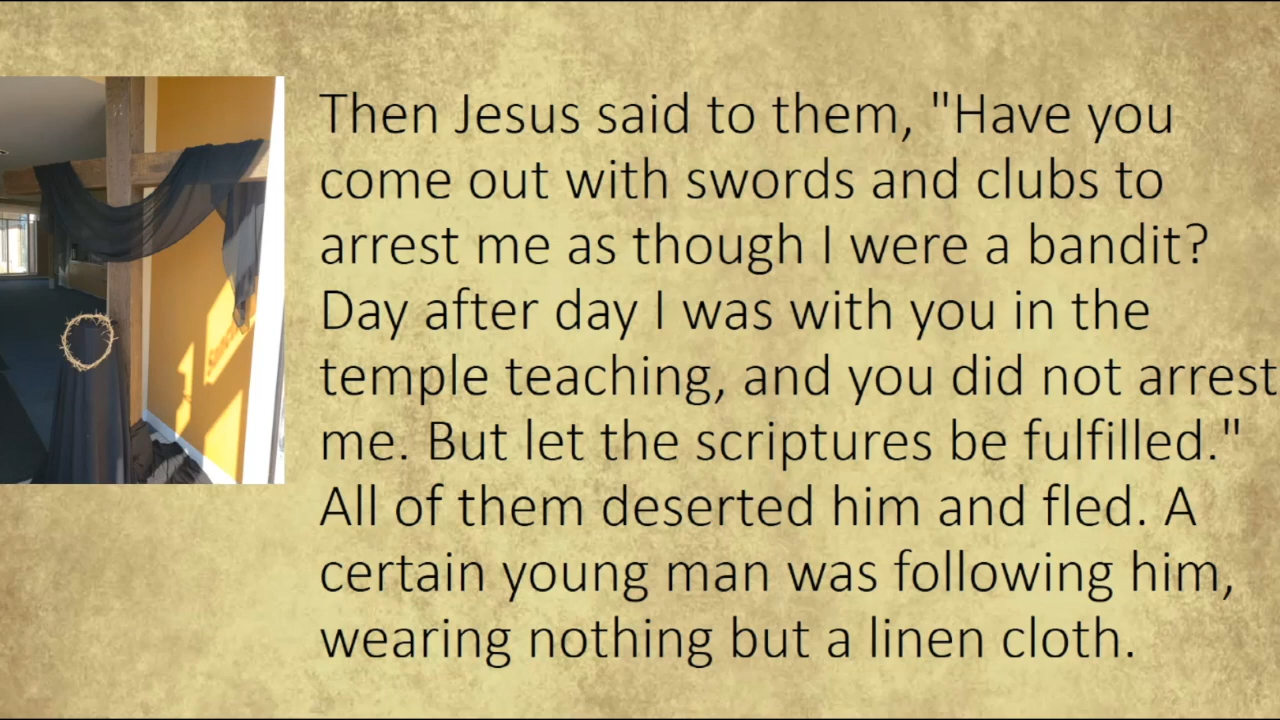 Then Jesus said to them, "Have you
come out with swords and clubs to
arrest me as though I were a bandit?
Day after day I was with you in the
temple teaching, and you did not arrest
me. But let the scriptures be fulfilled."
All of them deserted him and fled. A
certain young man was following him,
wearing nothing but a linen cloth.